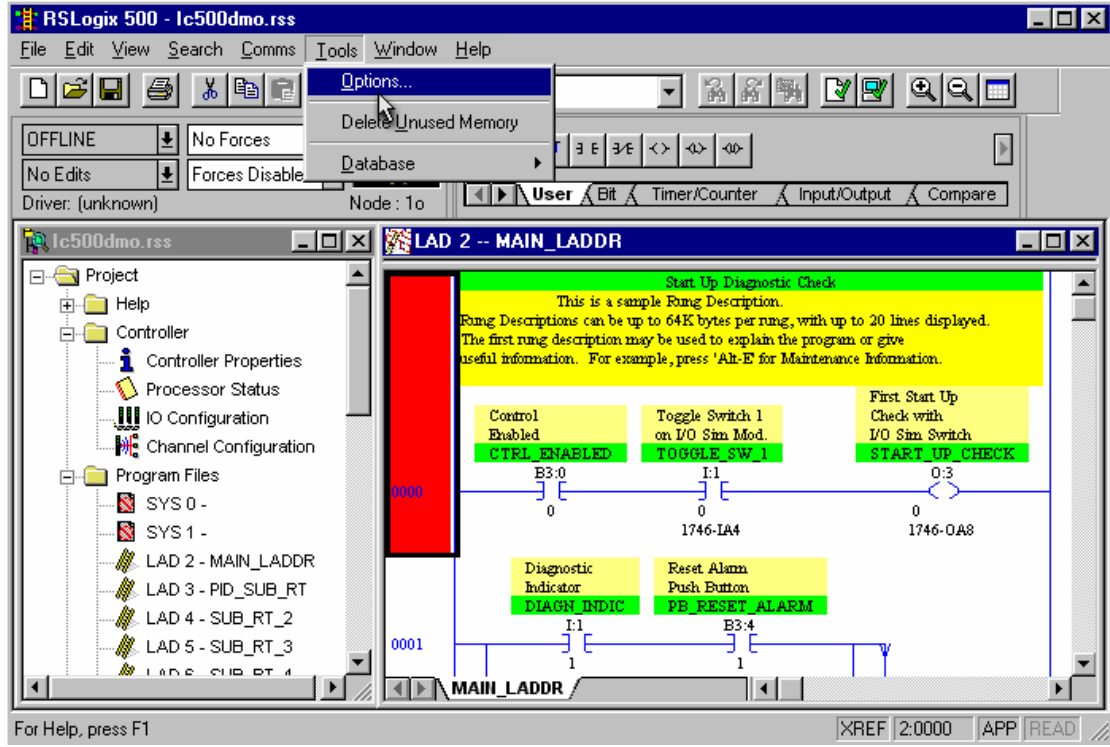 RSLogix 500 - lc500dmo.rss
File Edit View Search Comms Tools Window Help
Options...
Delete Unused Memory
Database
OFFLINE
No Forces
No Edits
Forces Disable
Driver: (unknown)
Node : 1o
User Bit Timer/Counter Input/Output Compare
lc500dmo.rss
Project
Help
Controller
Controller Properties
Processor Status
IO Configuration
Channel Configuration
Program Files
SYS 0 -
SYS 1 -
LAD 2 - MAIN_LADDR
LAD 3 - PID_SUB_RT
LAD 4 - SUB_RT_2
LAD 5 - SUB_RT_3
LAD 6 - SUB_RT_4
LAD 2 -- MAIN_LADDR
Start Up Diagnostic Check
This is a sample Rung Description.
Rung Descriptions can be up to 64K bytes per rung, with up to 20 lines displayed.
The first rung description may be used to explain the program or give
useful information. For example, press 'Alt-E' for Maintenance Information.
Control
Enabled
CTRL_ENABLED
B3:0
0
Toggle Switch 1
on I/O Sim Mod.
TOGGLE_SW_1
I:1
0
1746-IA4
First Start Up
Check with
I/O Sim Switch
START_UP_CHECK
O:3
0
1746-OA8
0000
Diagnostic
Indicator
DIAGN_INDIC
I:1
1
Reset Alarm
Push Button
PB_RESET_ALARM
B3:4
1
0001
MAIN_LADDR
For Help, press F1
XREF 2:0000 APP READ